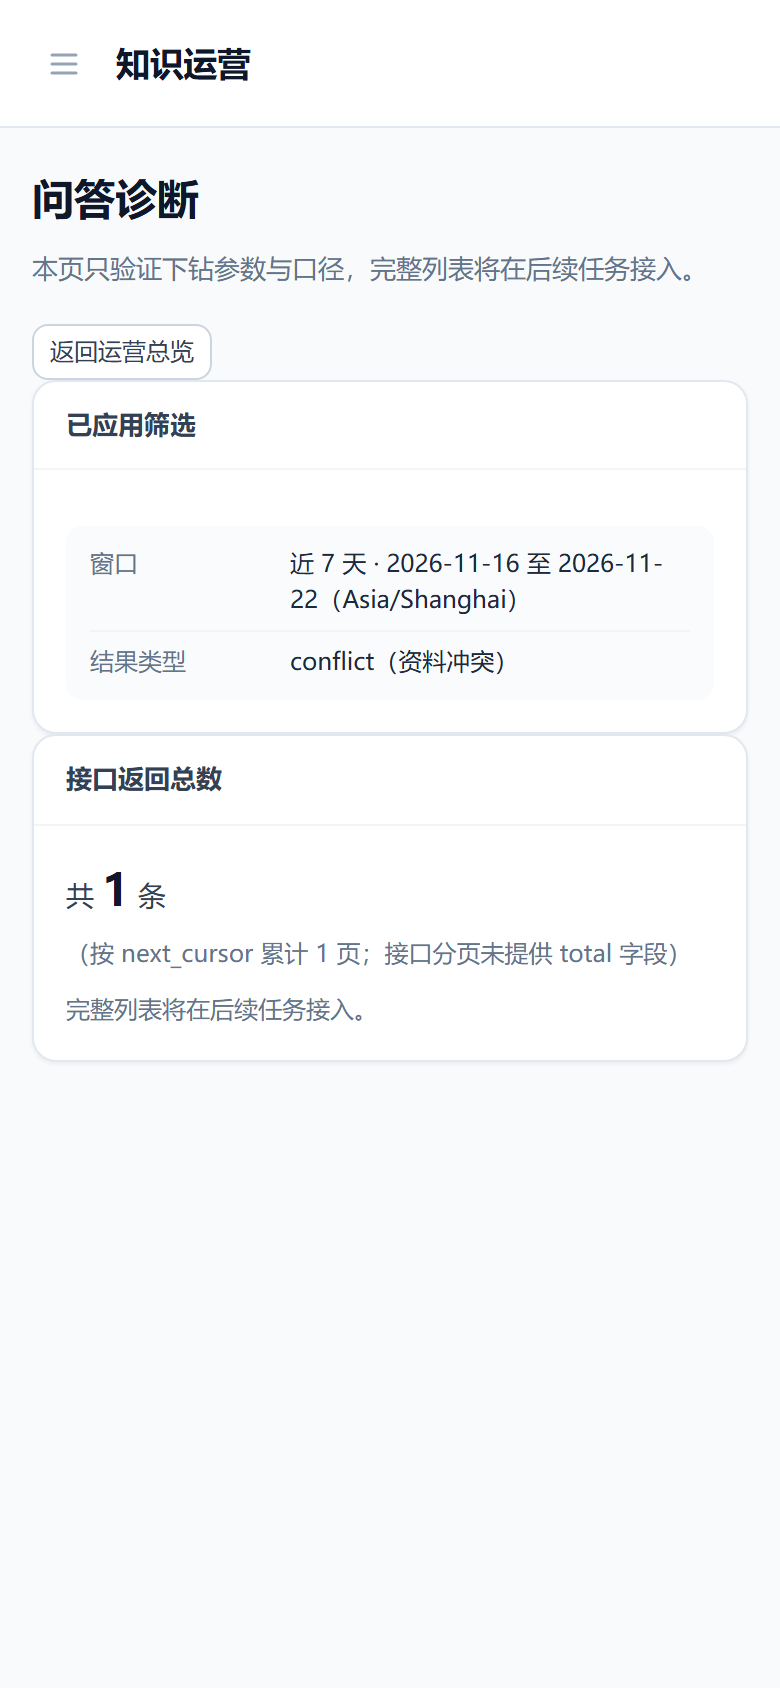 知识运营
问答诊断
本页只验证下钻参数与口径，完整列表将在后续任务接入。
返回运营总览
已应用筛选
窗口
近 7 天 · 2026-11-16 至 2026-11-
22（Asia/Shanghai）
结果类型
conflict（资料冲突）
接口返回总数
共 1 条
（按 next_cursor 累计 1 页；接口分页未提供 total 字段）
完整列表将在后续任务接入。